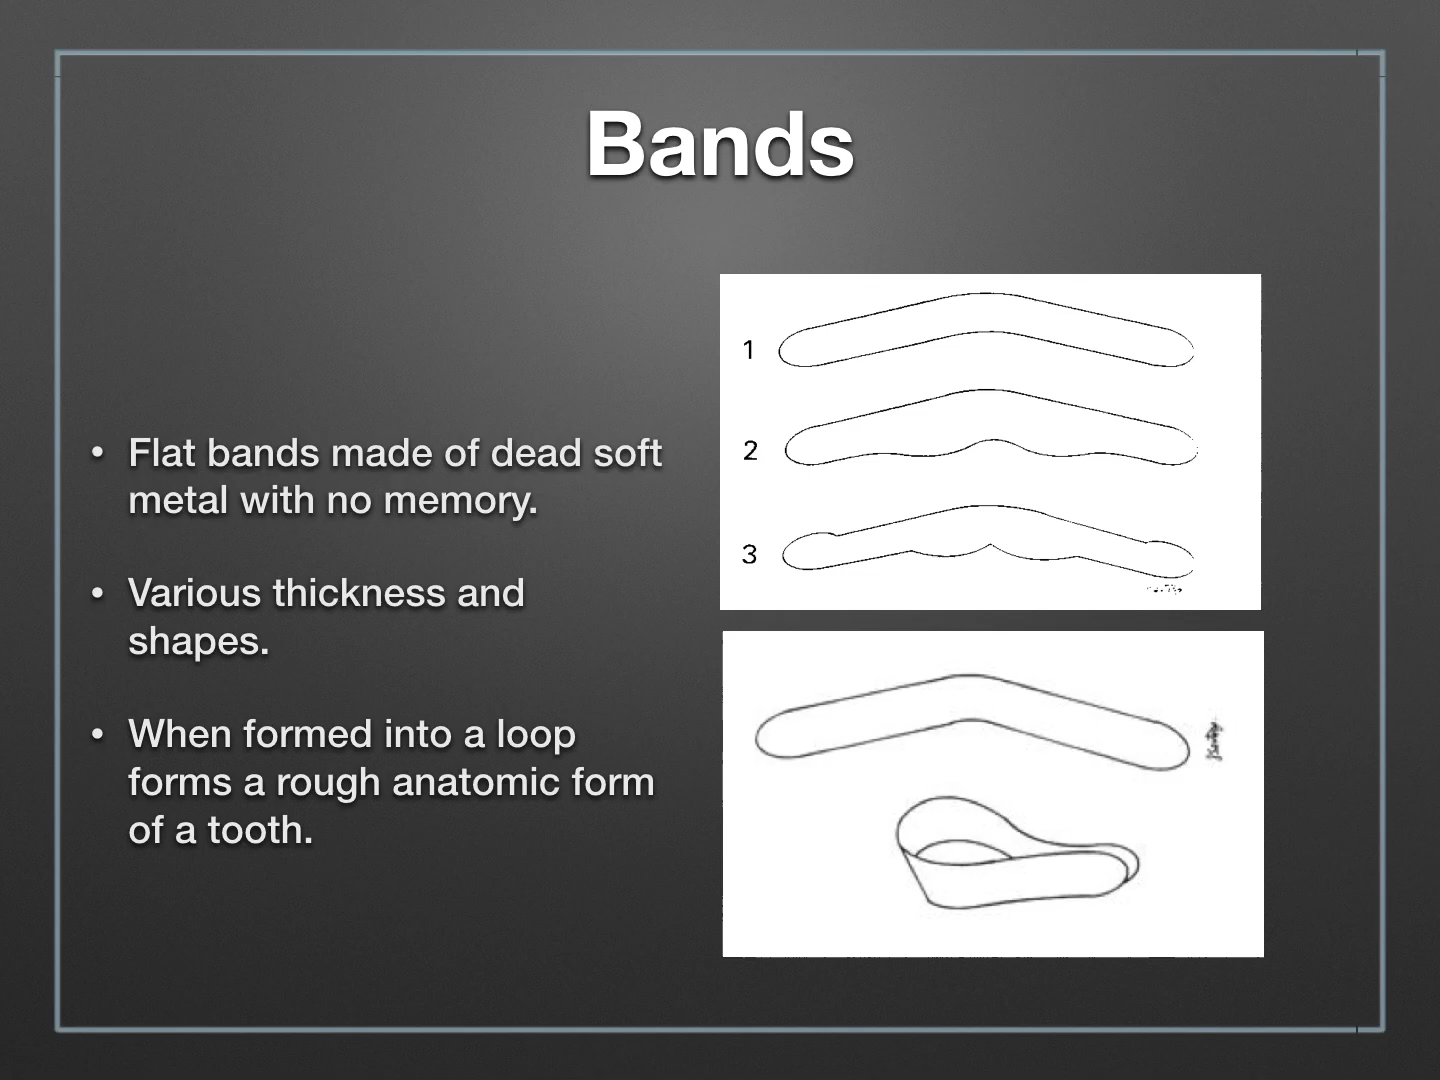 Bands
• Flat bands made of dead soft
metal with no memory.
• Various thickness and
shapes.
• When formed into a loop
forms a rough anatomic form
of a tooth.
1
2
3